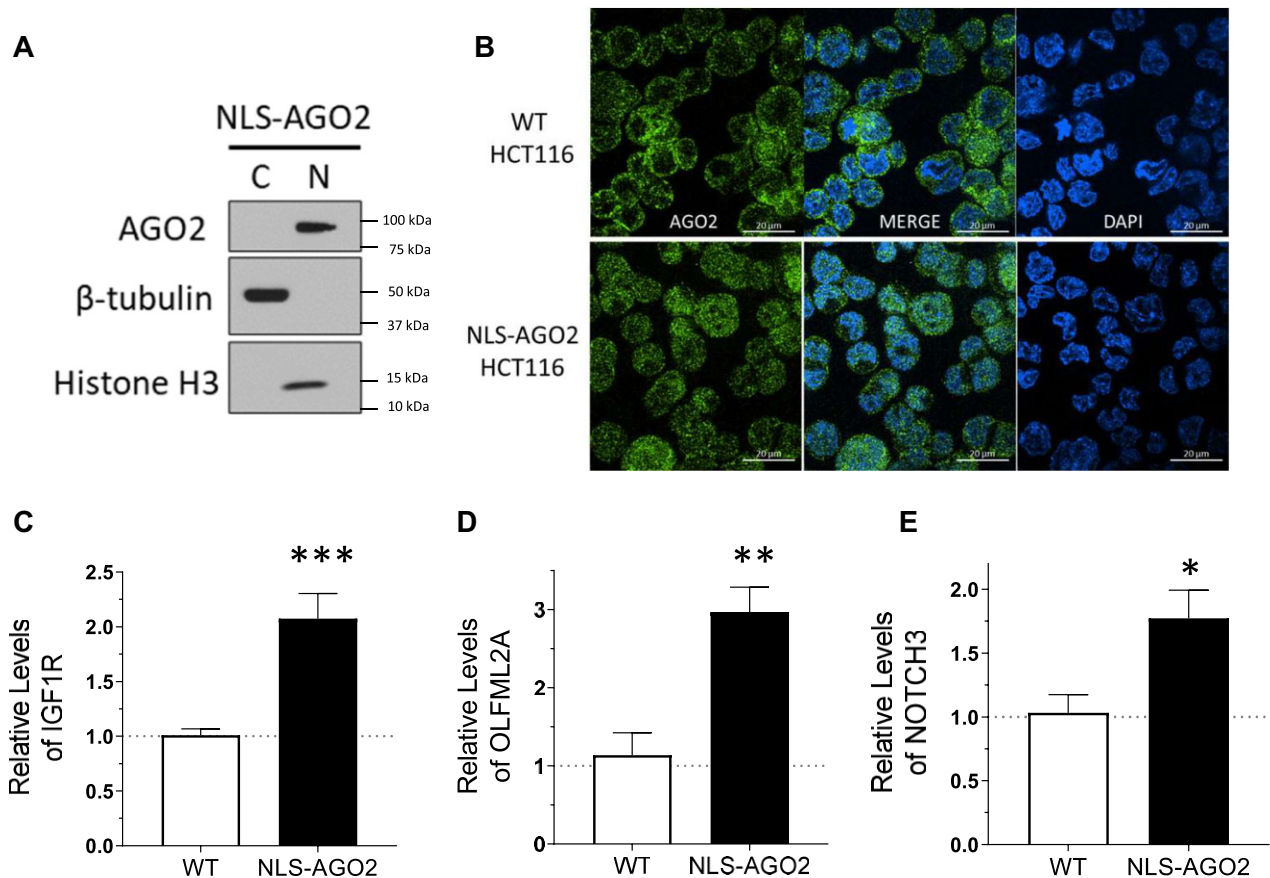 A
NLS-AGO2
C N
AGO2
100 kDa
75 kDa
β-tubulin
50 kDa
37 kDa
Histone H3
15 kDa
10 kDa
B
WT
HCT116
AGO2
20 µm
MERGE
20 µm
DAPI
20 µm
NLS-AGO2
HCT116
20 µm
20 µm
20 µm
C
***
Relative Levels
of IGF1R
2.5
2.0
1.5
1.0
0.5
0.0
WT NLS-AGO2
D
**
Relative Levels
of OLFML2A
3
2
1
0
WT NLS-AGO2
E
*
Relative Levels
of NOTCH3
2.0
1.5
1.0
0.5
0.0
WT NLS-AGO2